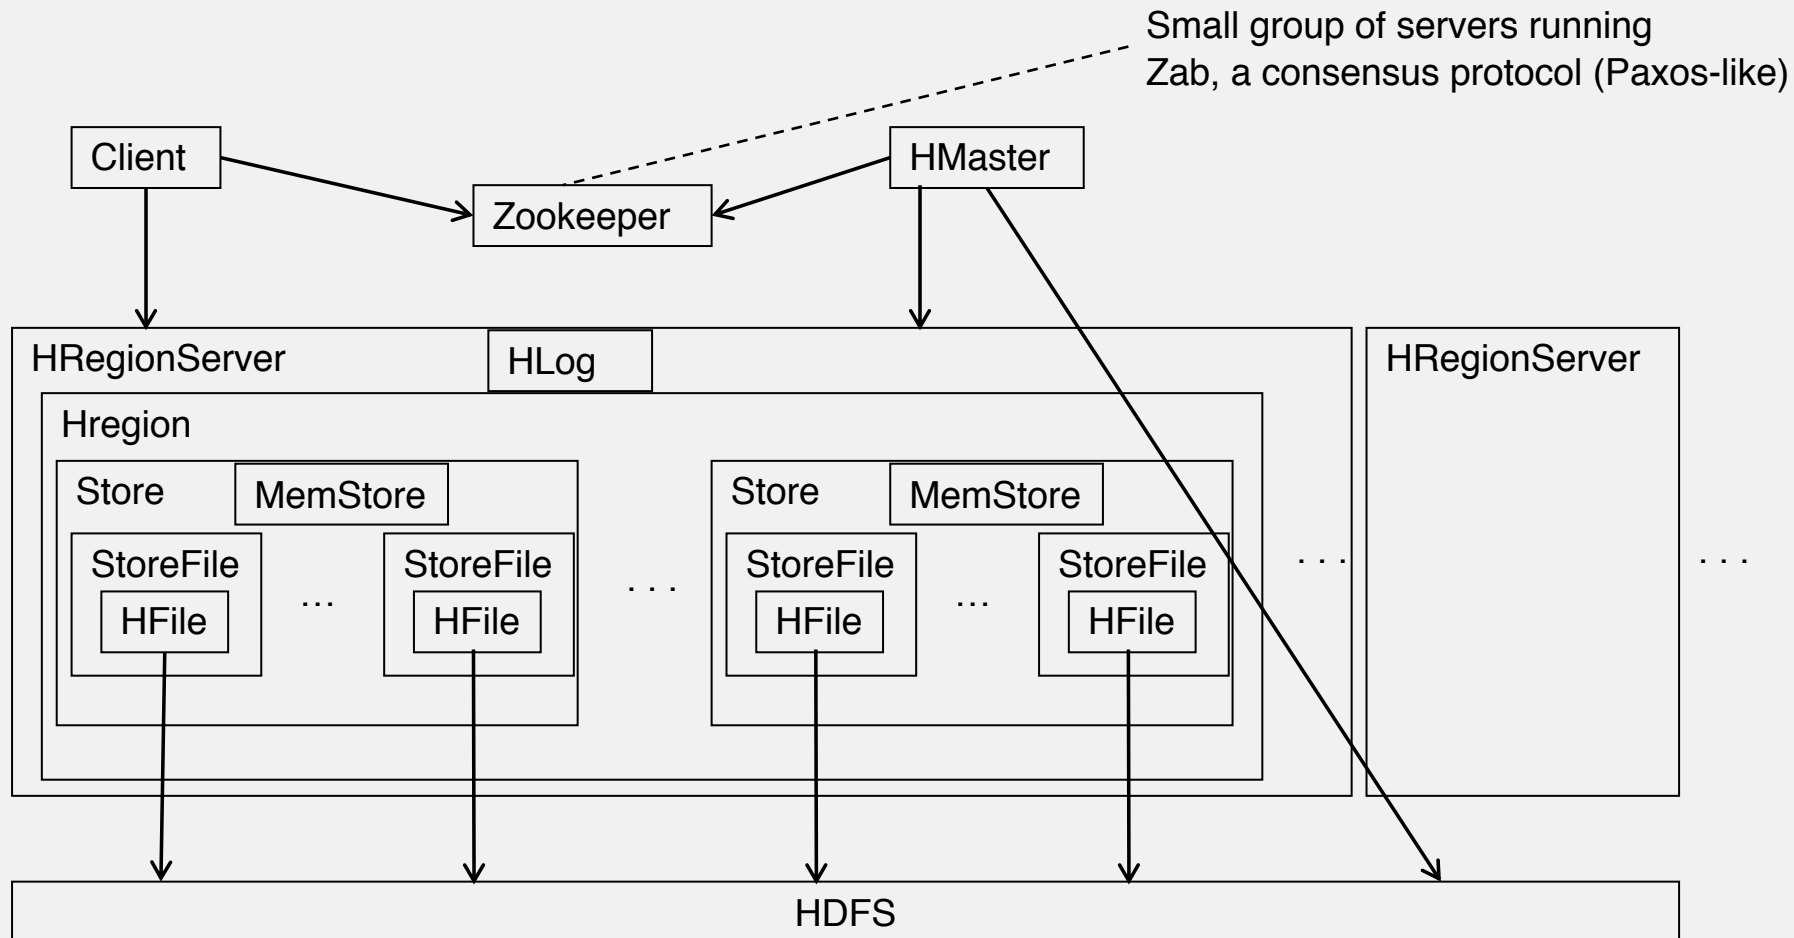 Small group of servers running
Zab, a consensus protocol (Paxos-like)
Client
HMaster
Zookeeper
HRegionServer
HLog
HRegionServer
Hregion
Store
MemStore
Store
MemStore
StoreFile
StoreFile
StoreFile
StoreFile
. . .
. . .
...
. . .
...
HFile
HFile
HFile
HFile
HDFS